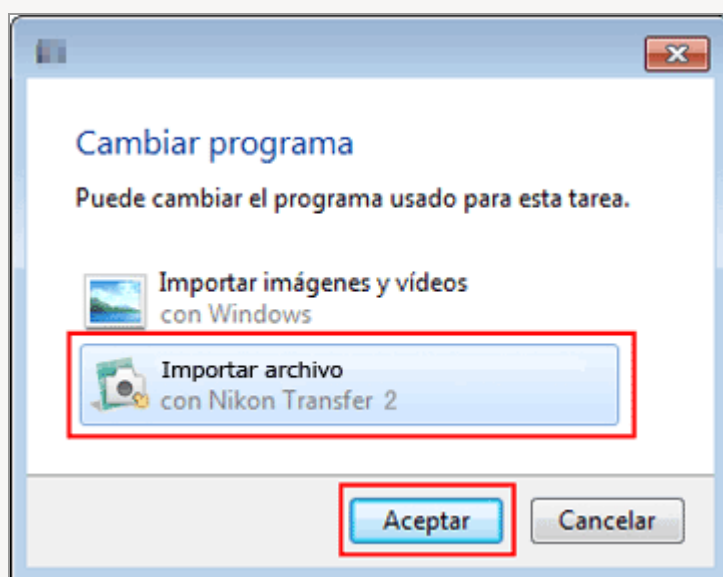 Cambiar programa
Puede cambiar el programa usado para esta tarea.
Importar imágenes y vídeos
con Windows
Importar archivo
con Nikon Transfer 2
Aceptar Cancelar